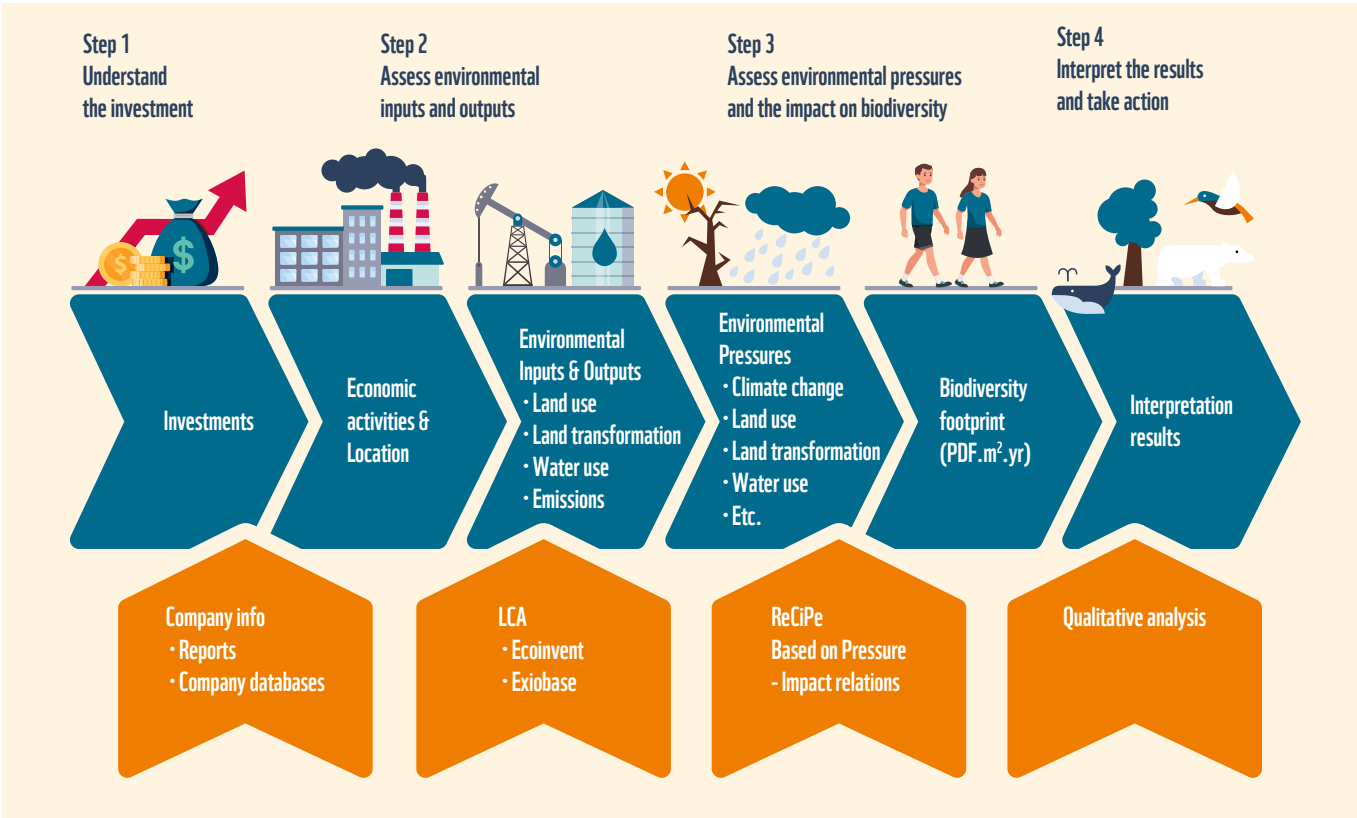 Step 1
Understand
the investment
Step 2
Assess environmental
inputs and outputs
Step 3
Assess environmental pressures
and the impact on biodiversity
Step 4
Interpret the results
and take action
$
$
Investments
Economic
activities &
Location
Environmental
Inputs & Outputs
· Land use
· Land transformation
· Water use
· Emissions
Environmental
Pressures
· Climate change
· Land use
· Land transformation
· Water use
· Etc.
Biodiversity
footprint
(PDF.m².yr)
Interpretation
results
Company info
· Reports
· Company databases
LCA
· Ecoinvent
· Exiobase
ReCiPe
Based on Pressure
- Impact relations
Qualitative analysis